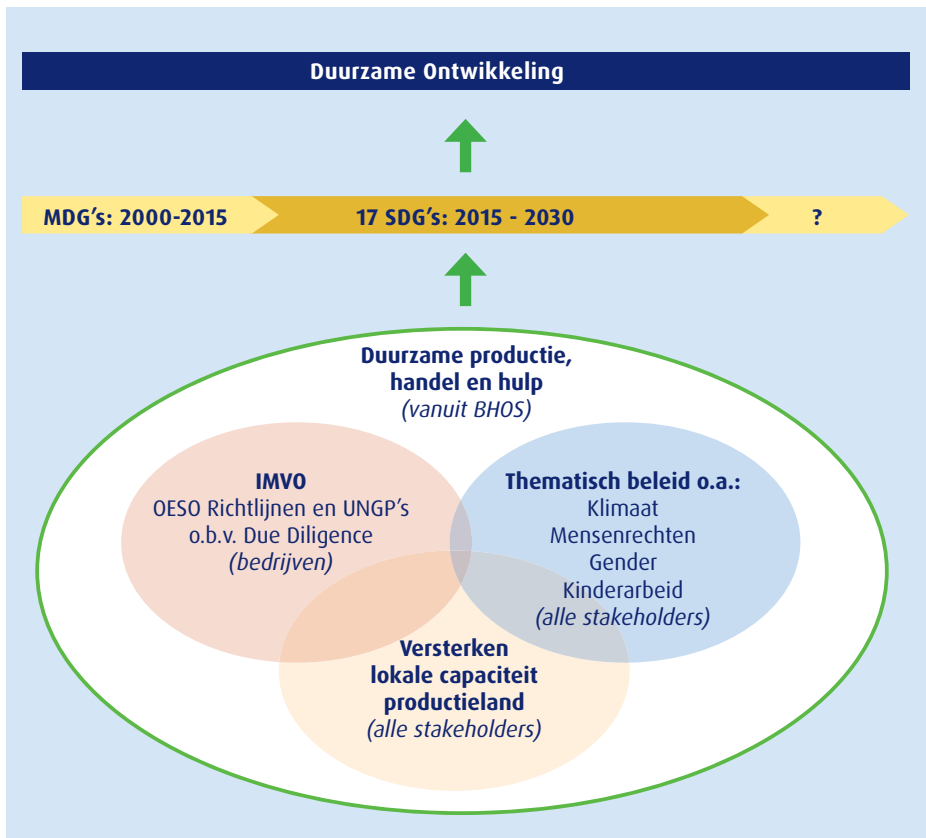 Duurzame Ontwikkeling
MDG's: 2000-2015
17 SDG's: 2015 - 2030
?
Duurzame productie,
handel en hulp
(vanuit BHOS)
IMVO
OESO Richtlijnen en UNGP's
o.b.v. Due Diligence
(bedrijven)
Thematisch beleid o.a.:
Klimaat
Mensenrechten
Gender
Kinderarbeid
(alle stakeholders)
Versterken
lokale capaciteit
productieland
(alle stakeholders)